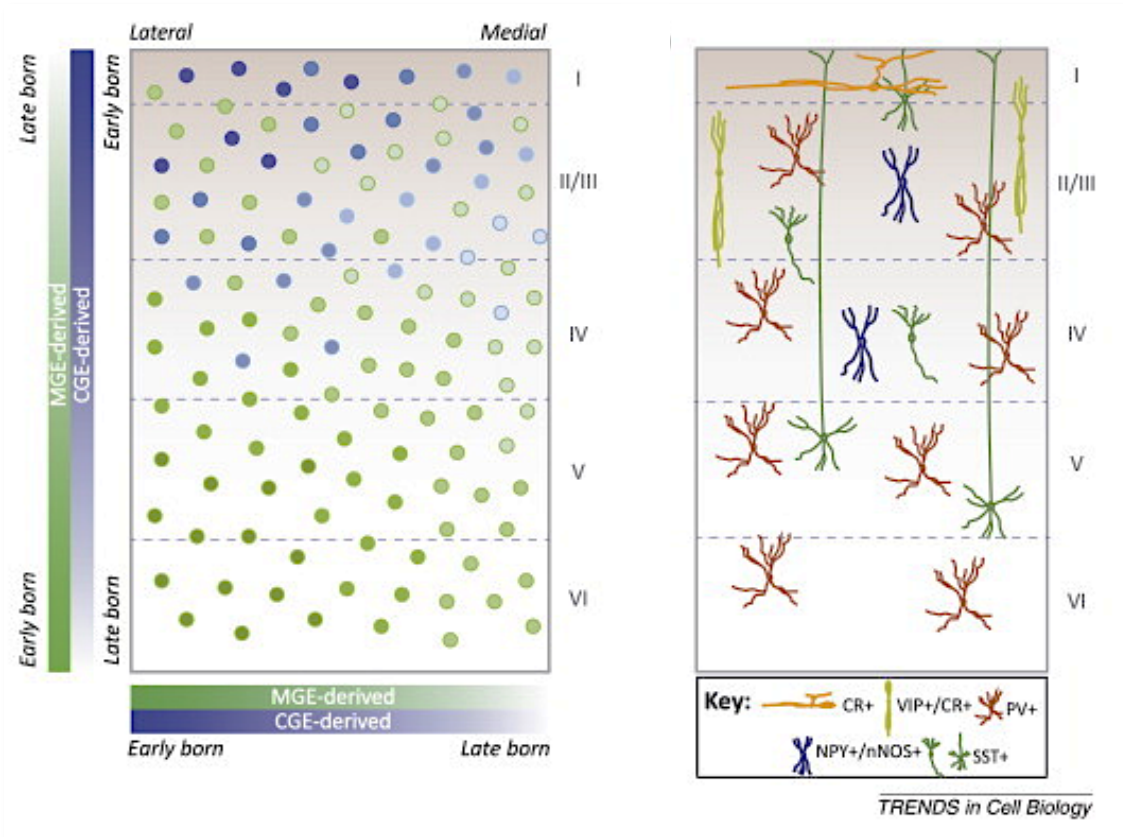 Lateral
Medial
Late born
Early born
MGE-derived
CGE-derived
Early born
Late born
I
II/III
IV
V
VI
MGE-derived
CGE-derived
Early born
Late born
I
II/III
IV
V
VI
Key: CR+ VIP+/CR+ PV+
NPY+/nNOS+ SST+
TRENDS in Cell Biology